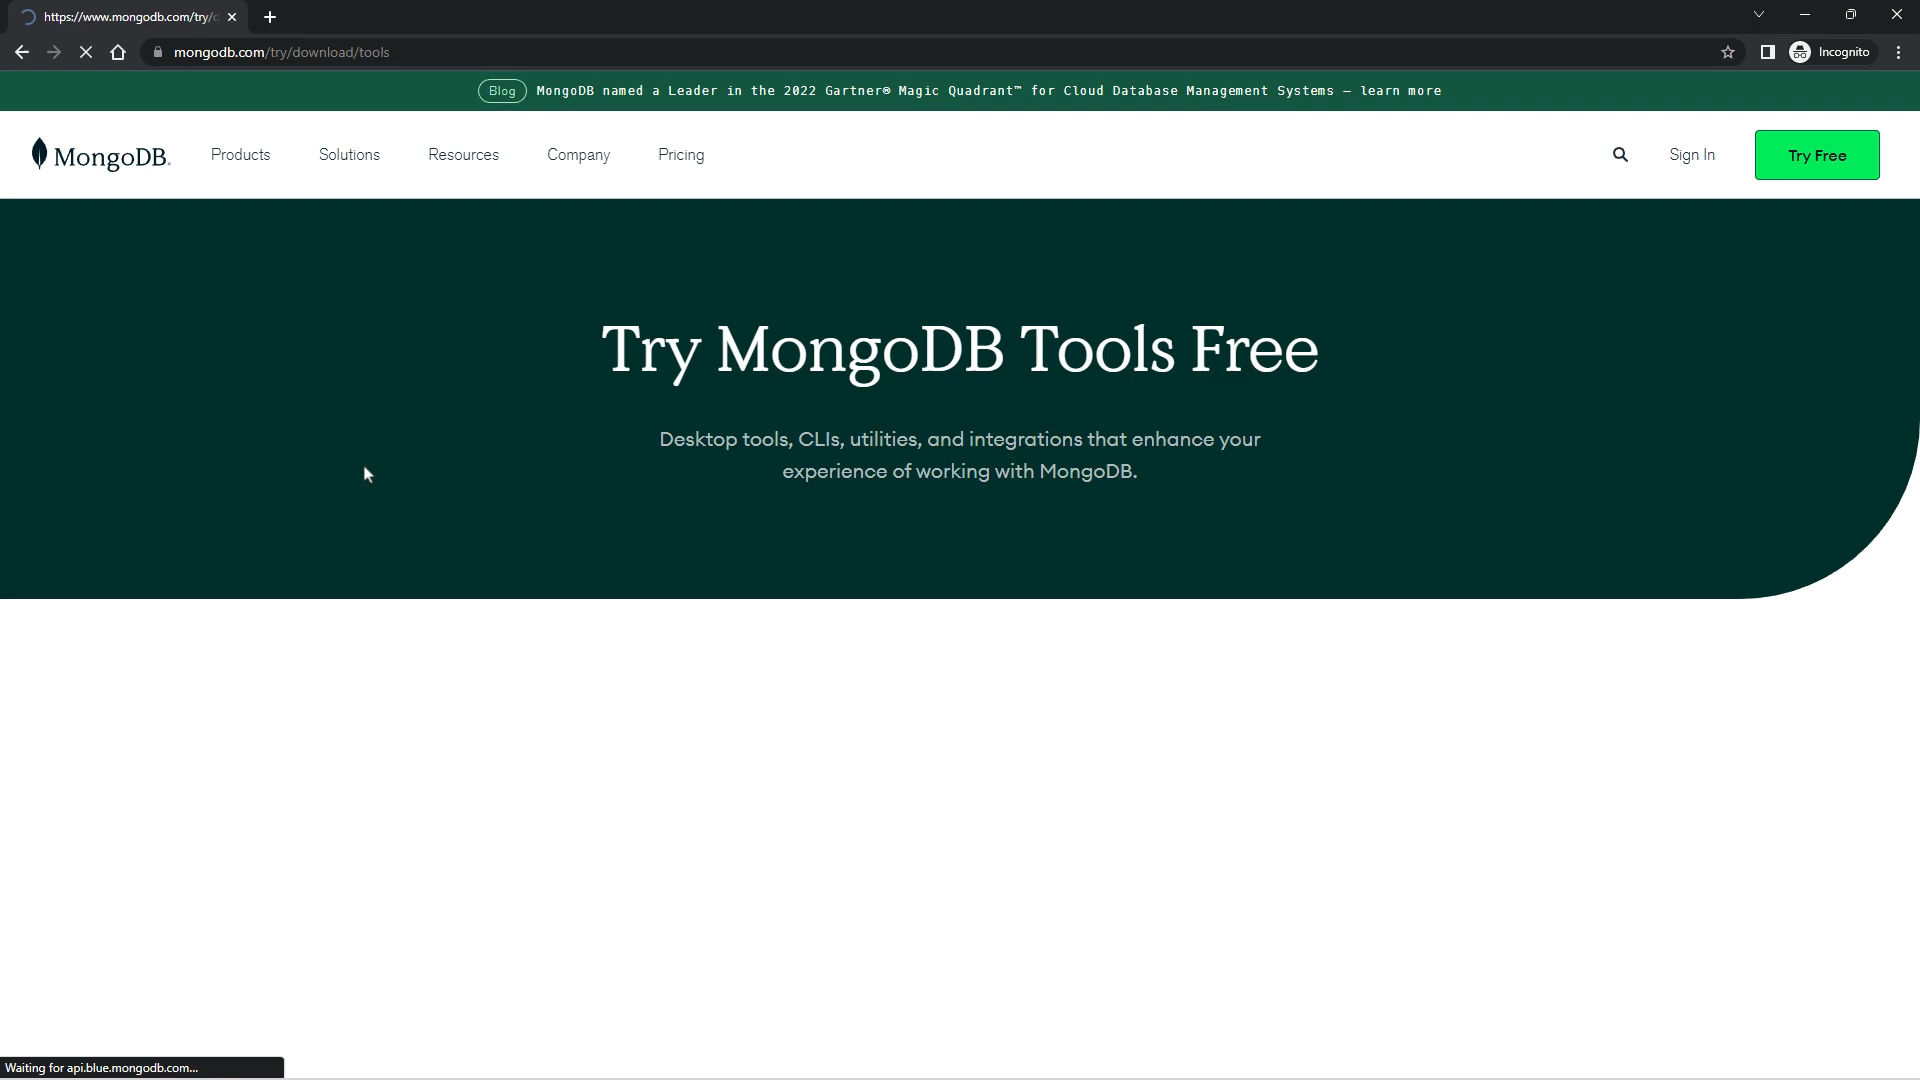 https://www.mongodb.com/try/d
mongodb.com/try/download/tools
Incognito
Blog MongoDB named a Leader in the 2022 Gartner® Magic Quadrant™ for Cloud Database Management Systems – learn more
MongoDB.
Products
Solutions
Resources
Company
Pricing
Sign In
Try Free
Try MongoDB Tools Free
Desktop tools, CLIs, utilities, and integrations that enhance your
experience of working with MongoDB.
Waiting for api.blue.mongodb.com...